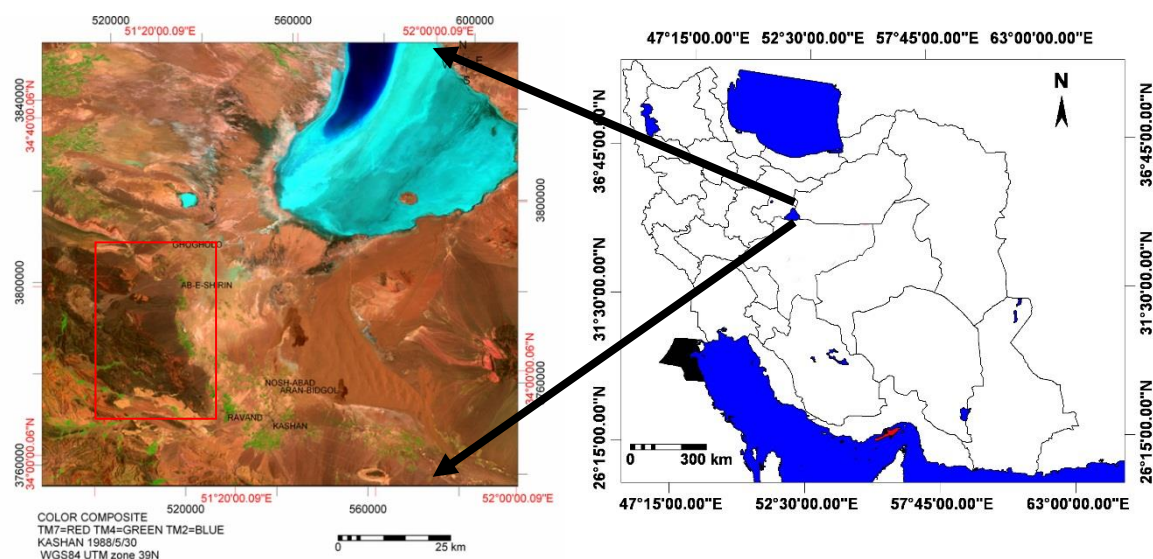 520000 560000 600000
51°20'00.09"E 52°00'00.09"E
3840000
34°40'00.06"N
3800000
34°00'00.06"N
3760000
3800000
34°00'00.06"N
3760000
N
E
S
GHOGHOLO
AB-E-SHIRIN
NOSH-ABAD
ARAN-BIDGOL
RAVAND
KASHAN
51°20'00.09"E 52°00'00.09"E
520000 560000
COLOR COMPOSITE
TM7=RED TM4=GREEN TM2=BLUE
KASHAN 1988/5/30
WGS84 UTM zone 39N
0 25 km
47°15'00.00"E 52°30'00.00"E 57°45'00.00"E 63°00'00.00"E
36°45'00.00"N
31°30'00.00"N
26°15'00.00"N
N
36°45'00.00"N
31°30'00.00"N
26°15'00.00"N
0 300 km
47°15'00.00"E 52°30'00.00"E 57°45'00.00"E 63°00'00.00"E